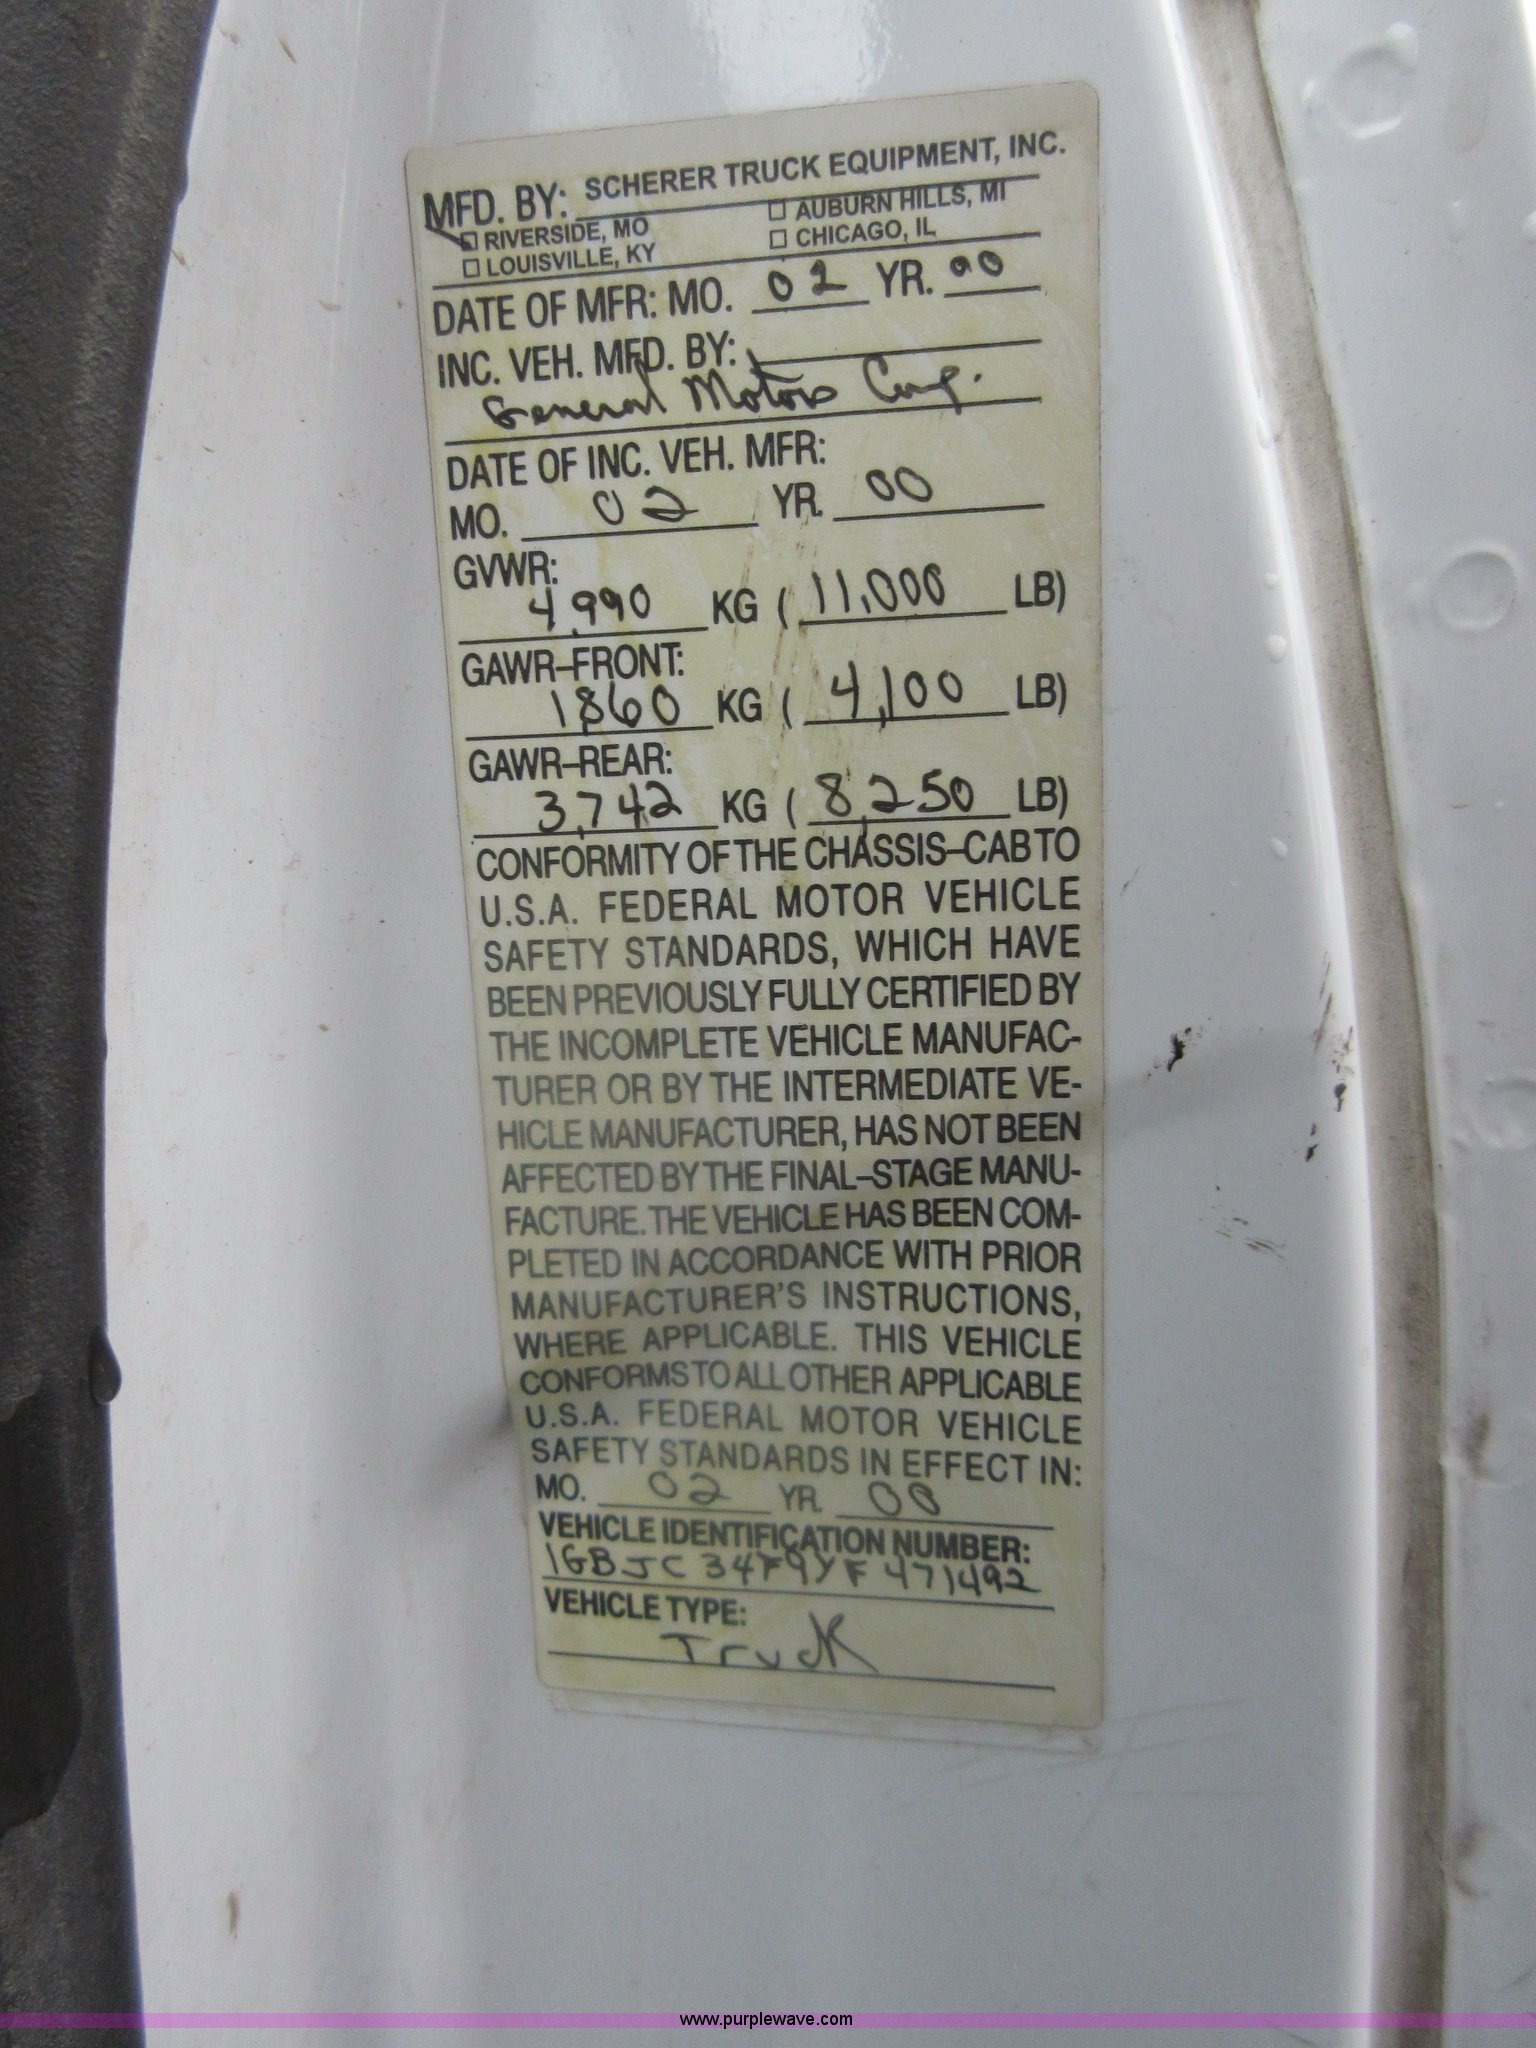 MFD. BY: SCHERER TRUCK EQUIPMENT, INC.
☑ RIVERSIDE, MO ☐ AUBURN HILLS, MI
☐ LOUISVILLE, KY ☐ CHICAGO, IL
DATE OF MFR: MO. 02 YR. 00
INC. VEH. MFD. BY:
General Motors Corp.
DATE OF INC. VEH. MFR:
MO. 02 YR. 00
GVWR:
4,990 KG ( 11,000 LB)
GAWR-FRONT:
1,860 KG ( 4,100 LB)
GAWR-REAR:
3,742 KG ( 8,250 LB)
CONFORMITY OF THE CHASSIS-CAB TO
U.S.A. FEDERAL MOTOR VEHICLE
SAFETY STANDARDS, WHICH HAVE
BEEN PREVIOUSLY FULLY CERTIFIED BY
THE INCOMPLETE VEHICLE MANUFAC-
TURER OR BY THE INTERMEDIATE VE-
HICLE MANUFACTURER, HAS NOT BEEN
AFFECTED BY THE FINAL-STAGE MANU-
FACTURE. THE VEHICLE HAS BEEN COM-
PLETED IN ACCORDANCE WITH PRIOR
MANUFACTURER'S INSTRUCTIONS,
WHERE APPLICABLE. THIS VEHICLE
CONFORMS TO ALL OTHER APPLICABLE
U.S.A. FEDERAL MOTOR VEHICLE
SAFETY STANDARDS IN EFFECT IN:
MO. 02 YR. 00
VEHICLE IDENTIFICATION NUMBER:
1GBJC34F9YF471492
VEHICLE TYPE:
Truck
www.purplewave.com